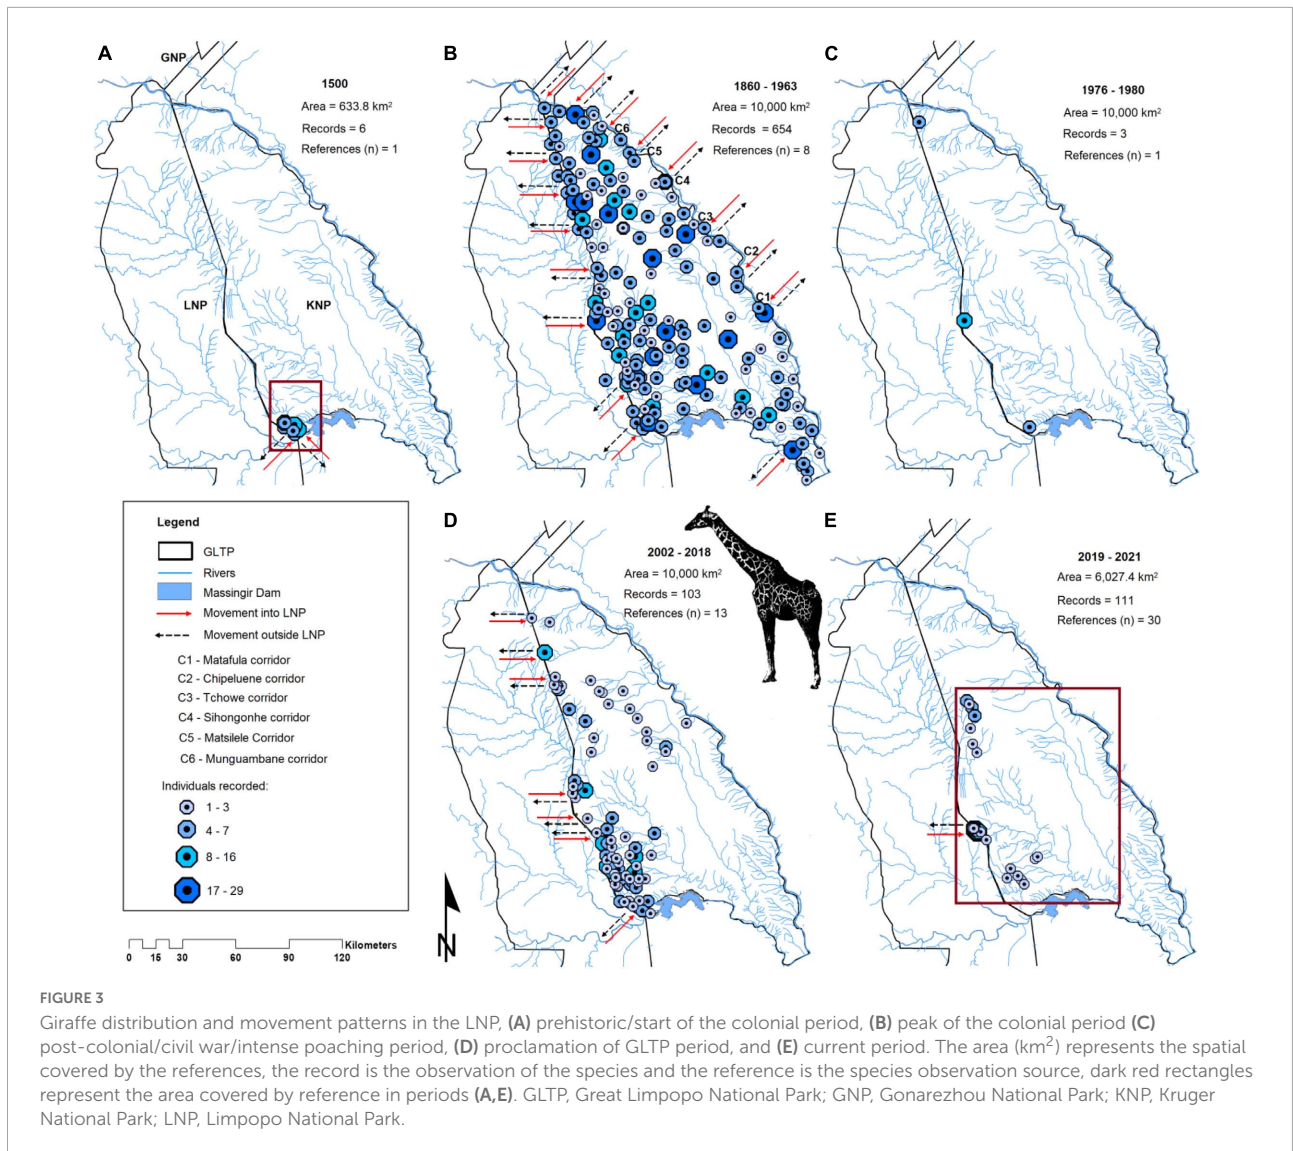 A
GNP
1500
Area = 633.8 km²
Records = 6
References (n) = 1
LNP
KNP
B
1860 - 1963
Area = 10,000 km²
Records = 654
References (n) = 8
C6
C5
C4
C3
C2
C1
C
1976 - 1980
Area = 10,000 km²
Records = 3
References (n) = 1
Legend
GLTP
Rivers
Massingir Dam
Movement into LNP
Movement outside LNP
C1 - Matafula corridor
C2 - Chipeluene corridor
C3 - Tchowe corridor
C4 - Sihongonhe corridor
C5 - Matsilele Corridor
C6 - Munguambane corridor
Individuals recorded:
1 - 3
4 - 7
8 - 16
17 - 29
Kilometers
0 15 30 60 90 120
N
D
2002 - 2018
Area = 10,000 km²
Records = 103
References (n) = 13
E
2019 - 2021
Area = 6,027.4 km²
Records = 111
References (n) = 30
FIGURE 3
Giraffe distribution and movement patterns in the LNP, (A) prehistoric/start of the colonial period, (B) peak of the colonial period (C)
post-colonial/civil war/intense poaching period, (D) proclamation of GLTP period, and (E) current period. The area (km²) represents the spatial
covered by the references, the record is the observation of the species and the reference is the species observation source, dark red rectangles
represent the area covered by reference in periods (A,E). GLTP, Great Limpopo National Park; GNP, Gonarezhou National Park; KNP, Kruger
National Park; LNP, Limpopo National Park.